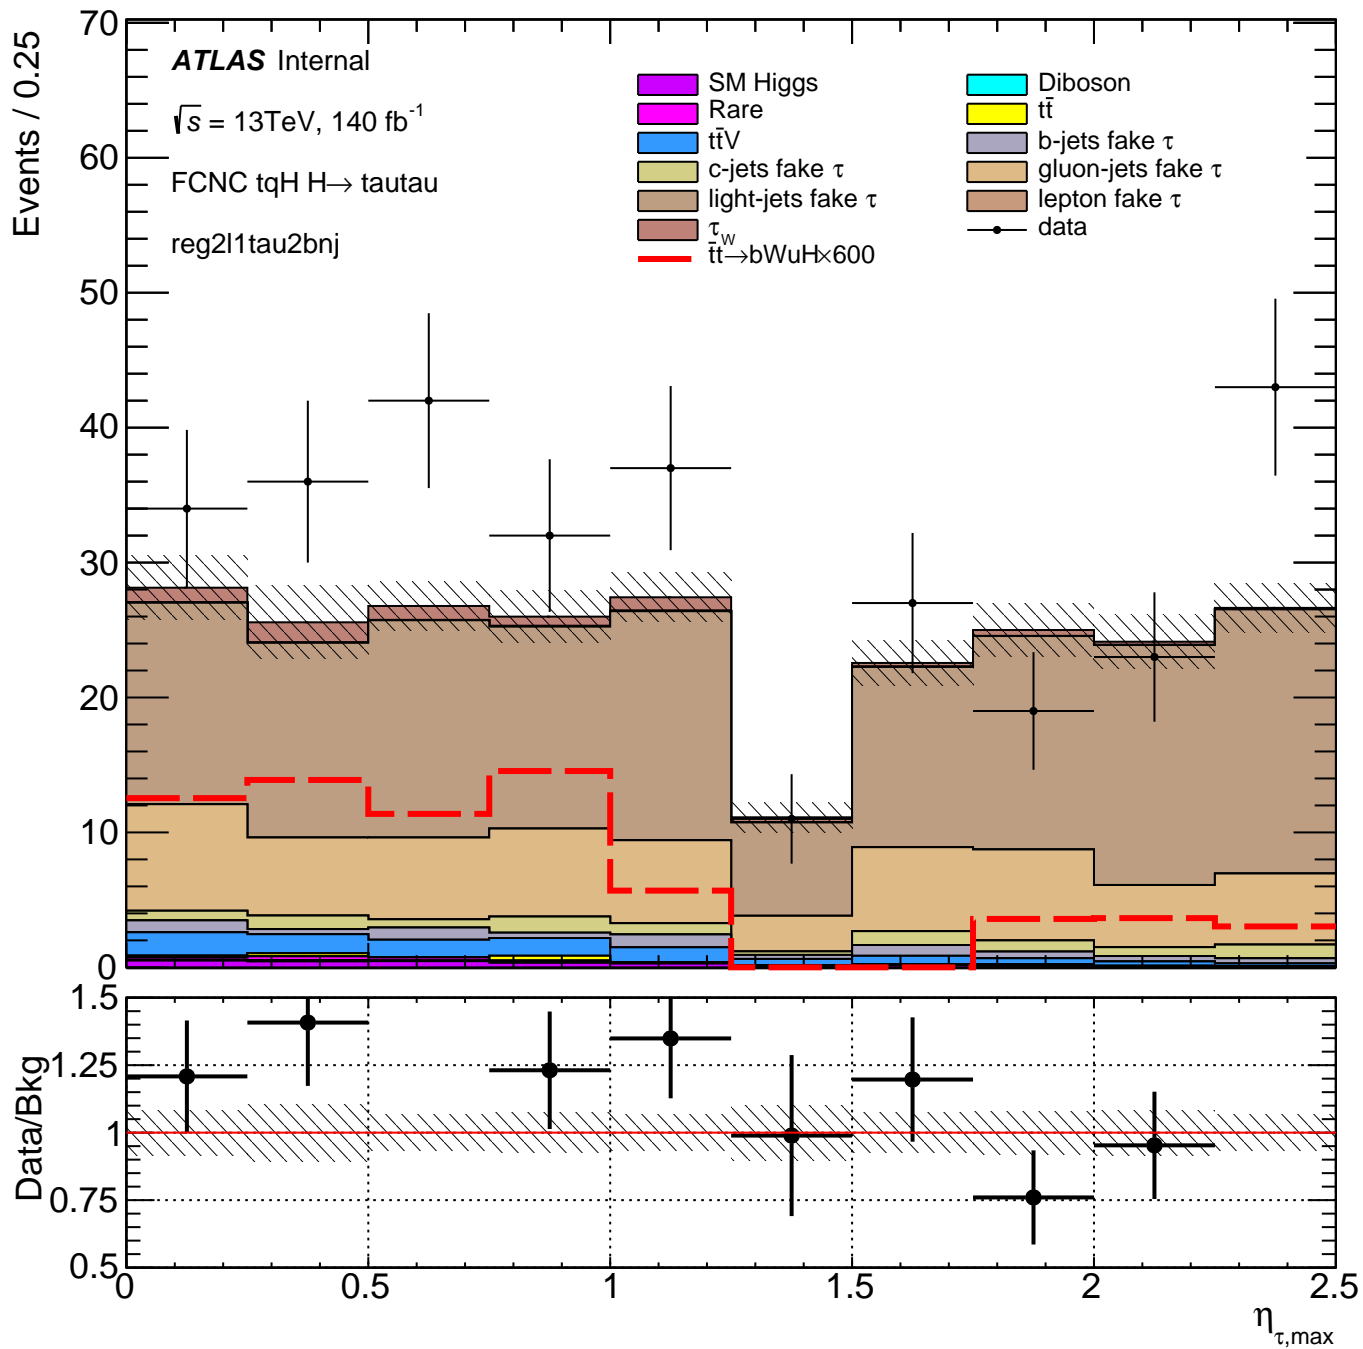 Events / 0.25
70
60
50
40
30
20
10
0
ATLAS Internal
√s = 13TeV, 140 fb⁻¹
FCNC tqH H→ tautau
reg2l1tau2bnj
SM Higgs
Rare
tt̄V
c-jets fake τ
light-jets fake τ
τ_W
t̄t→bWuH×600
Diboson
tt̄
b-jets fake τ
gluon-jets fake τ
lepton fake τ
data
Data/Bkg
1.5
1.25
1
0.75
0.5
0 0.5 1 1.5 2 2.5
η_τ,max